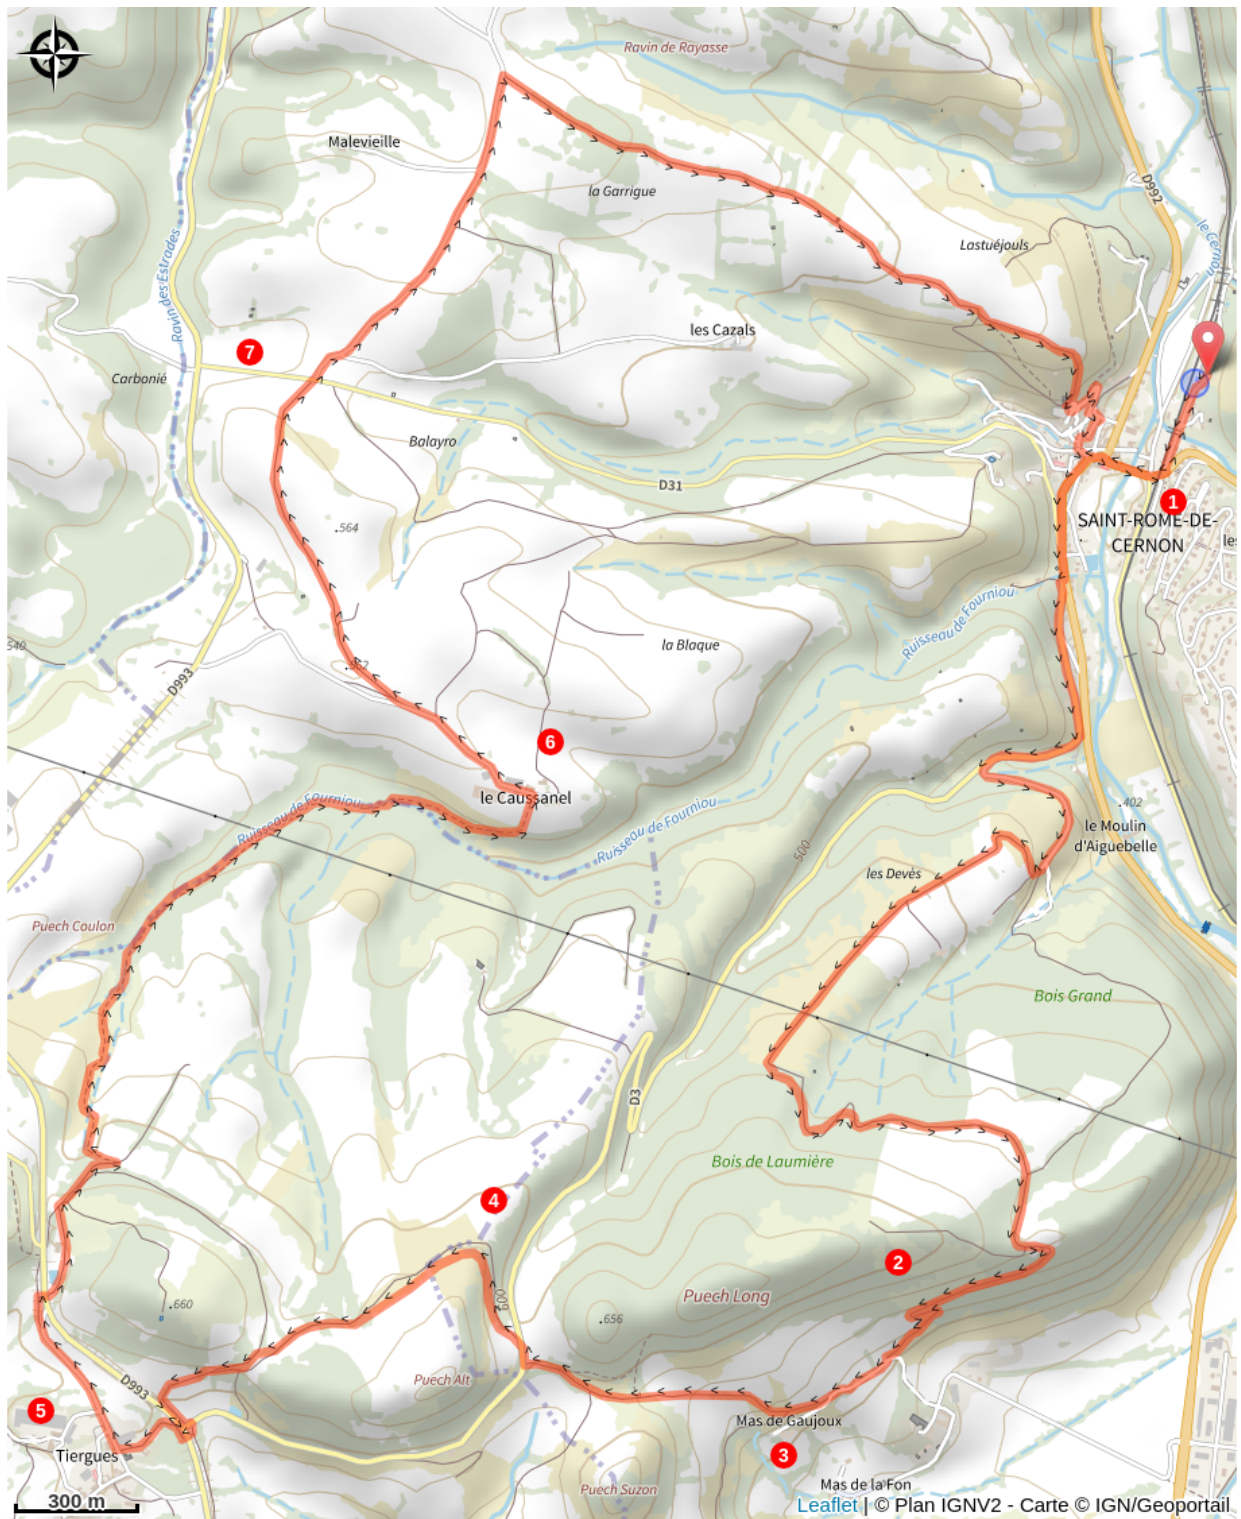 Ravin de Rayasse
Malevieille
D992
la Garrigue
le Cernon
Ravin des Estrades
Lastuéjouls
les Cazals
7
Carbonié
Balayro
D31
1
SAINT-ROME-DE-
CERNON
les
.564
Ruisseau de Fourniou
540
la Blaque
.562
D993
6
le Caussanel
Ruisseau de Fourniou
Ruisseau de Fourniou
.402
le Moulin
d'Aiguebelle
500
les Devès
Puech Coulon
Bois Grand
D3
Bois de Laumière
4
2
600
Puech Long
.660
.656
Puech Alt
D993
5
Mas de Gaujoux
Tiergues
3
Mas de la Fon
Puech Suzon
300 m
Leaflet | © Plan IGNV2 - Carte © IGN/Geoportail